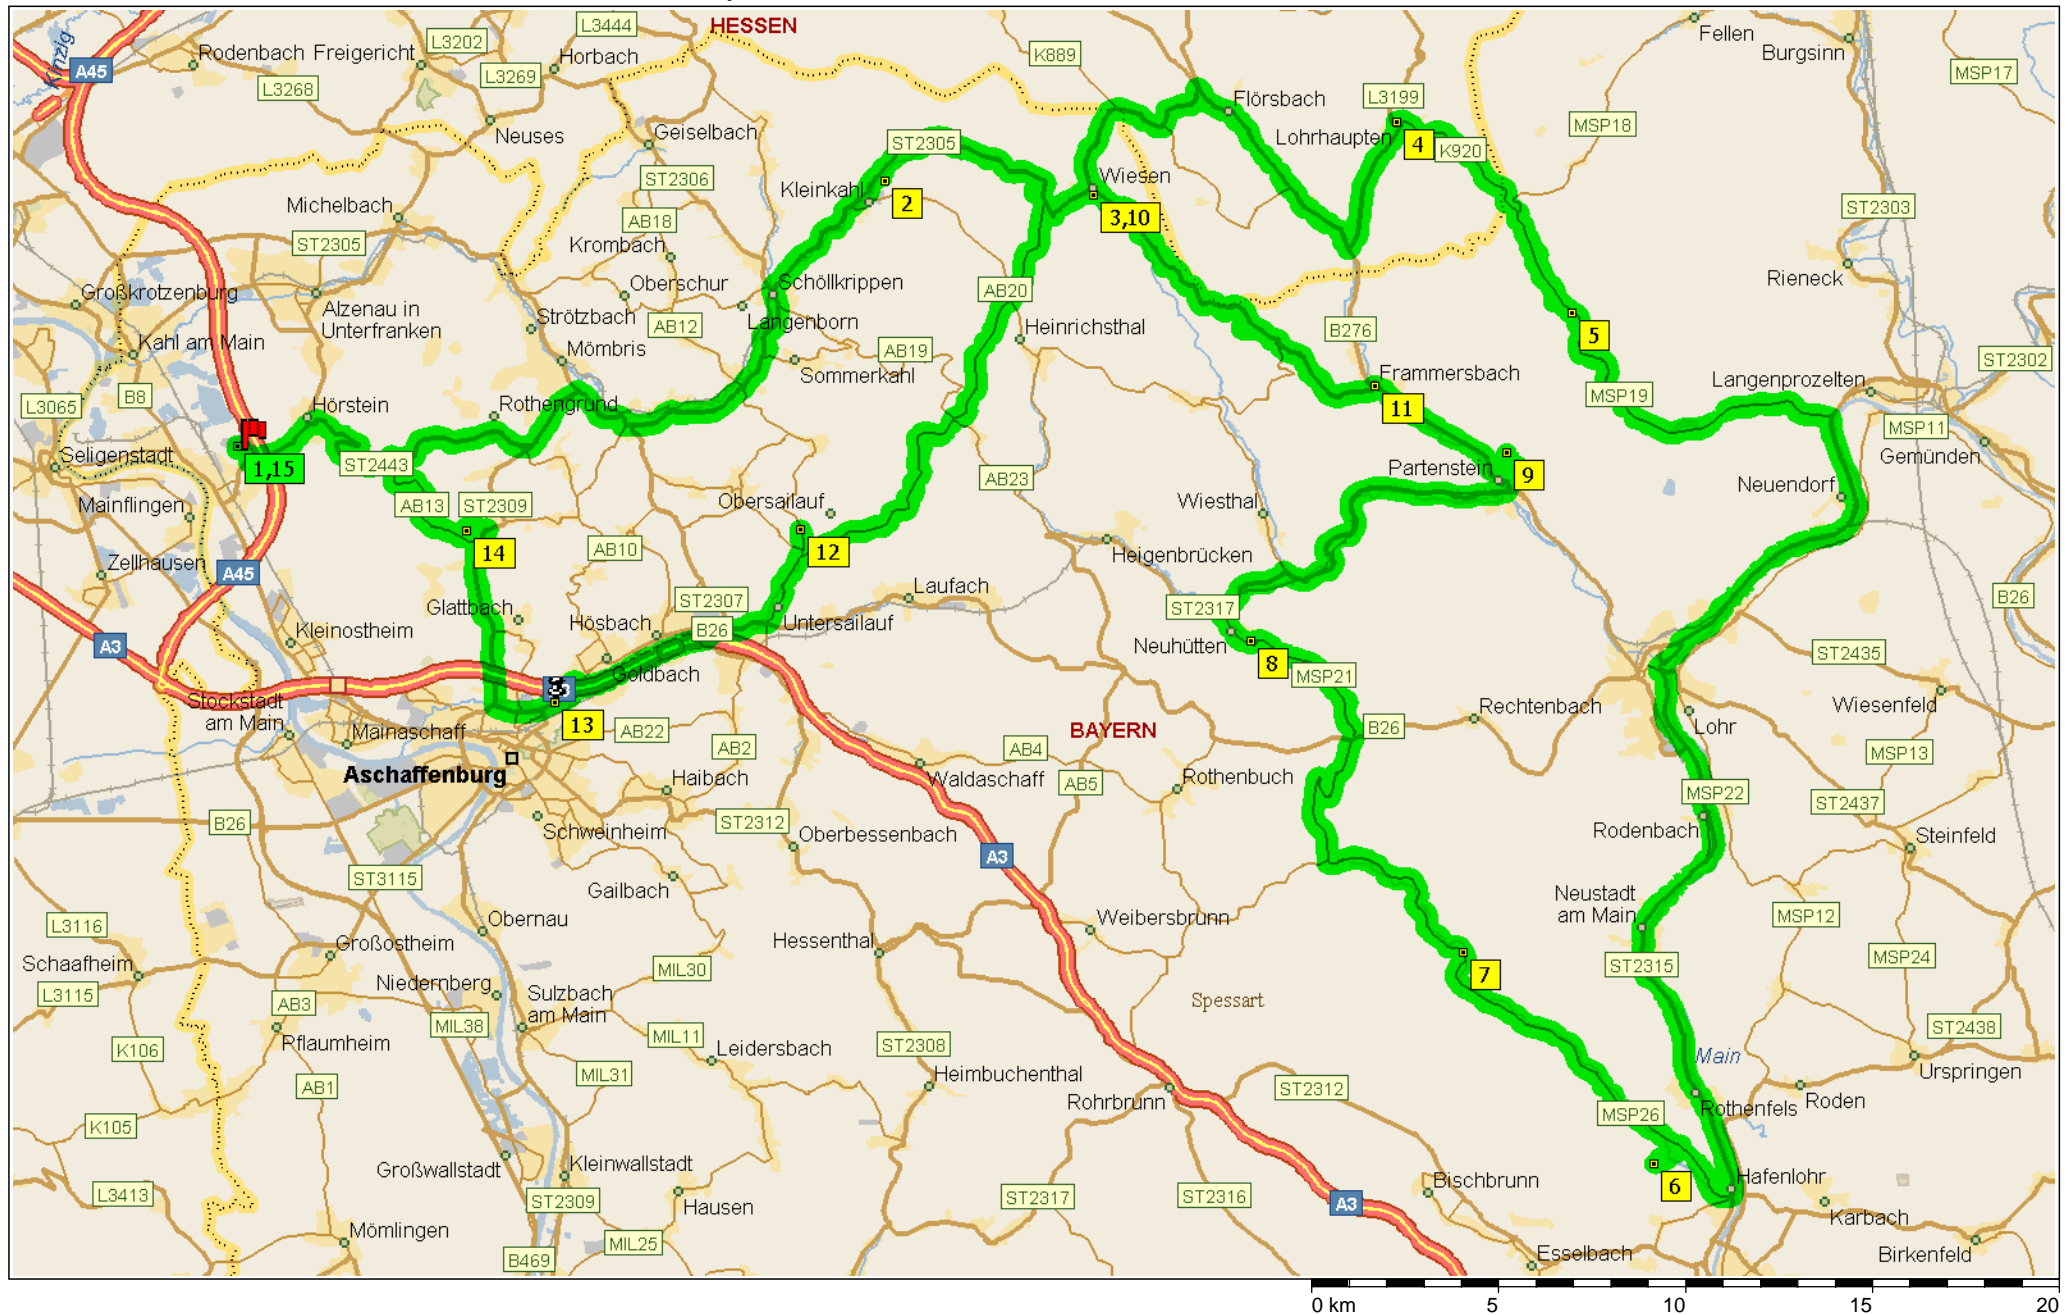 HESSEN
L3444
L3202
Rodenbach
Freigericht
Horbach
K889
Fellen
Burgsinn
Kinzig
A45
L3269
L3268
MSP17
L3199
Flörsbach
Neuses
Geiselbach
ST2305
Lohrhaupten
4
K920
MSP18
ST2306
Kleinkahl
2
Wiesen
3,10
Michelbach
AB18
ST2303
ST2305
Krombach
Rieneck
Großkrotzenburg
Oberschur
Schöllkrippen
AB20
Alzenau in
Unterfranken
Strötzbach
AB12
Langenborn
Heinrichsthal
B276
5
Kahl am Main
Mömbris
AB19
Sommerkahl
Frammersbach
11
Langenprozelten
ST2302
B8
L3065
Hörstein
Rothengrund
MSP19
MSP11
Gemünden
Seligenstadt
1,15
ST2443
AB23
Partenstein
9
Neuendorf
Mainflingen
AB13
ST2309
Obersailauf
Wiesthal
14
AB10
12
Heigenbrücken
Zellhausen
A45
Laufach
B26
Glattbach
ST2307
ST2317
Kleinostheim
Hösbach
B26
Untersailauf
A3
Neuhütten
8
MSP21
ST2435
Goldbach
Stockstadt
am Main
13
Rechtenbach
Wiesenfeld
Mainaschaff
AB22
BAYERN
B26
Lohr
AB2
AB4
MSP13
Aschaffenburg
Haibach
Waldaschaff
AB5
Rothenbuch
MSP22
ST2437
B26
Schweinheim
ST2312
Oberbessenbach
Rodenbach
Steinfeld
A3
ST3115
Gailbach
Neustadt
am Main
L3116
Obernau
Weibersbrunn
MSP12
Großostheim
Hessenthal
MSP24
Schaafheim
MIL30
ST2315
7
L3115
Niedernberg
Sulzbach
am Main
AB3
Spessart
MIL38
MIL11
ST2438
K106
Pflaumheim
Leidersbach
ST2308
Main
MIL31
Heimbuchenthal
Urspringen
AB1
Rohrbrunn
ST2312
Rothenfels
Roden
MSP26
K105
Großwallstadt
Kleinwallstadt
Bischbrunn
6
Hafenlohr
L3413
ST2309
Hausen
ST2317
ST2316
A3
Karbach
Mömlingen
MIL25
B469
Esselbach
Birkenfeld
0 km
5
10
15
20